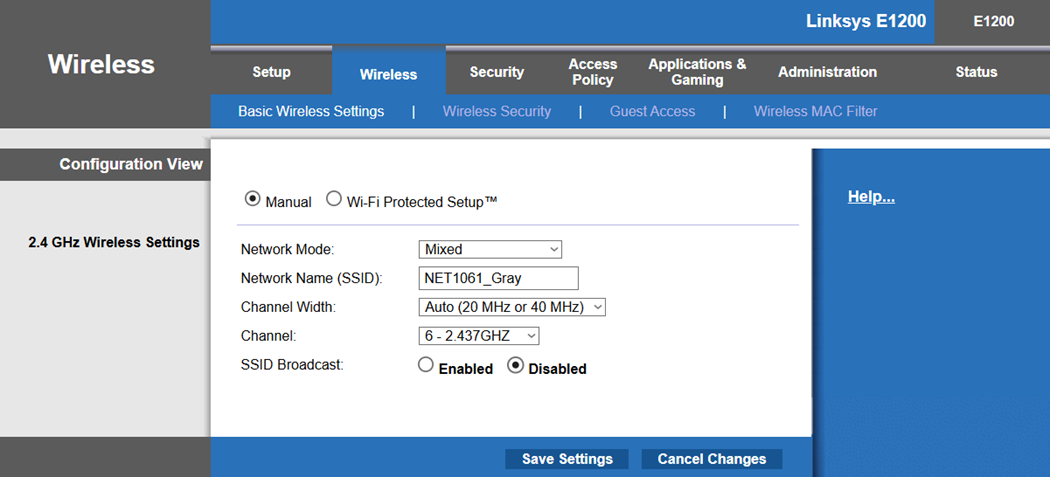 Linksys E1200 E1200
Wireless
Setup Wireless Security Access Policy Applications & Gaming Administration Status
Basic Wireless Settings | Wireless Security | Guest Access | Wireless MAC Filter
Configuration View
Manual Wi-Fi Protected Setup™
Help...
2.4 GHz Wireless Settings
Network Mode: Mixed
Network Name (SSID): NET1061_Gray
Channel Width: Auto (20 MHz or 40 MHz)
Channel: 6 - 2.437GHZ
SSID Broadcast: Enabled Disabled
Save Settings Cancel Changes